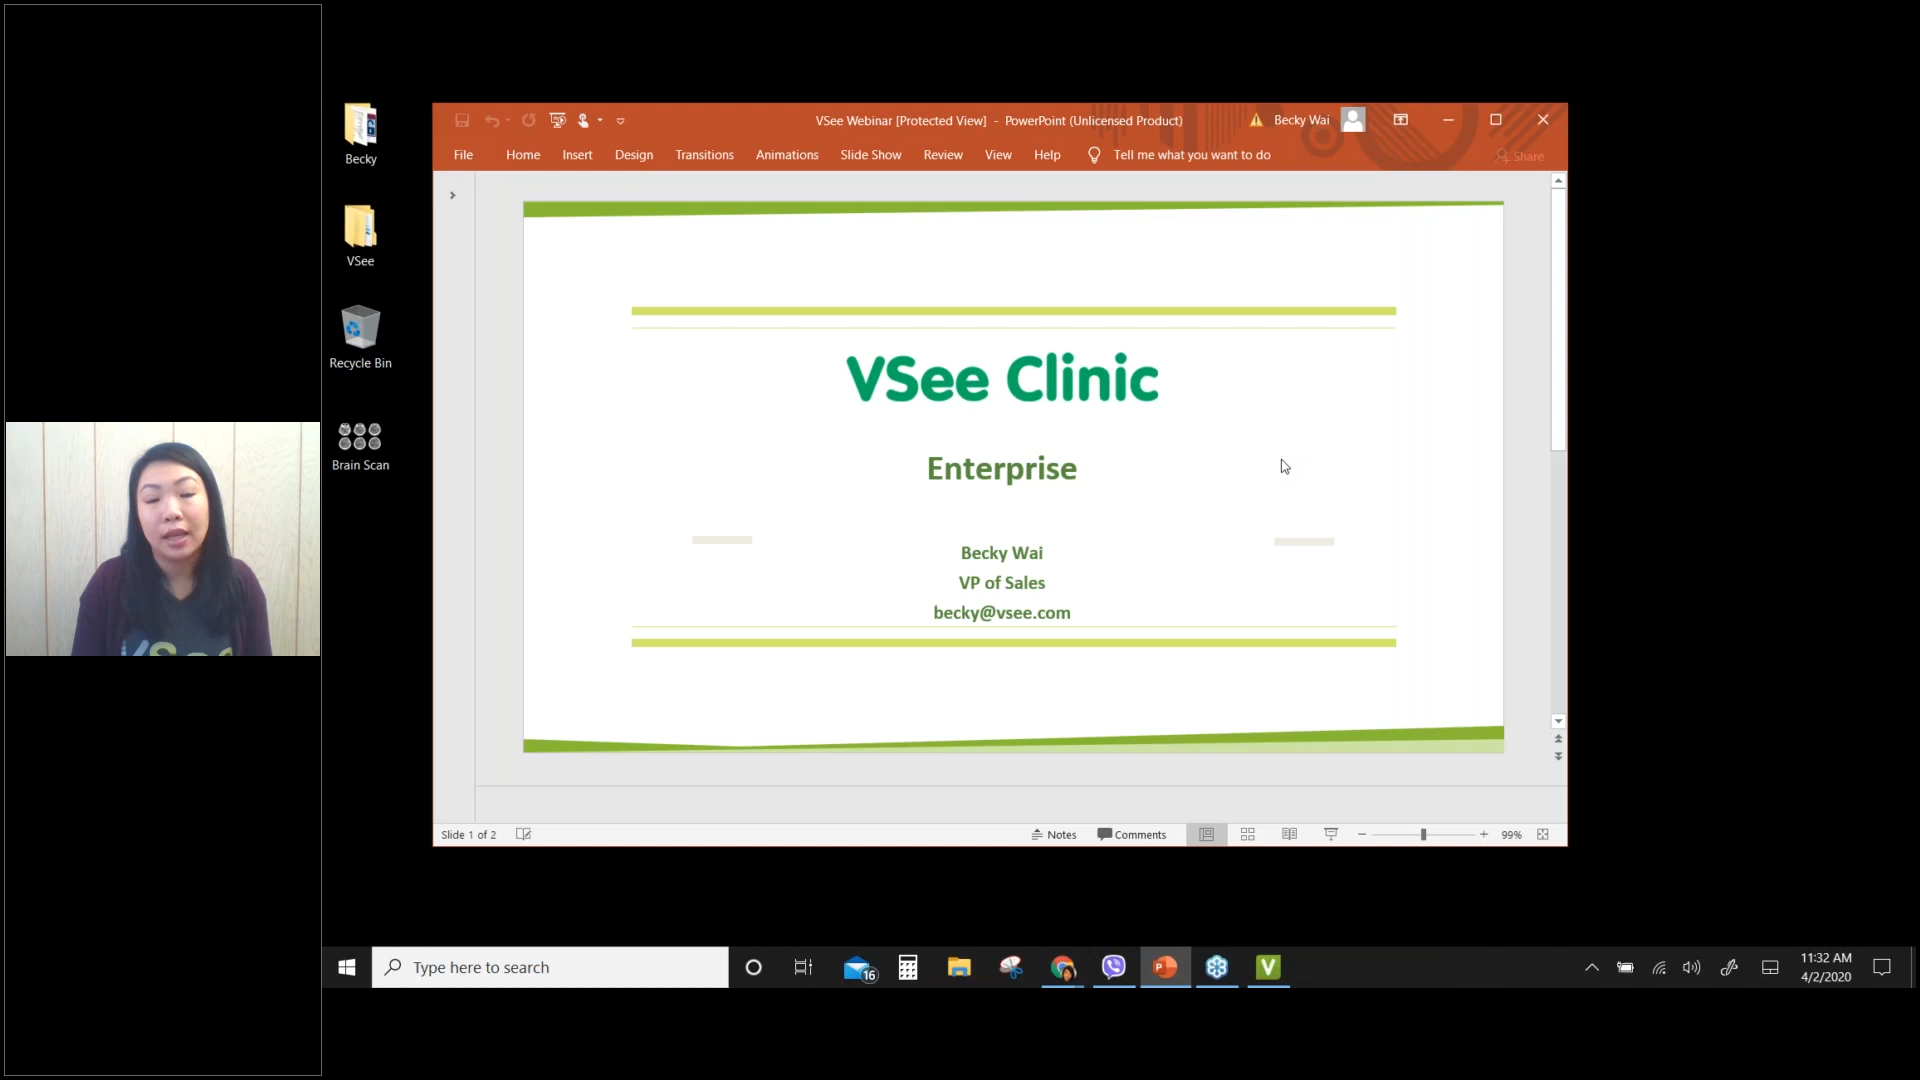 Becky
VSee
Recycle Bin
Brain Scan
VSee Webinar [Protected View] - PowerPoint (Unlicensed Product)
Becky Wai
File Home Insert Design Transitions Animations Slide Show Review View Help Tell me what you want to do
Share
VSee Clinic
Enterprise
Becky Wai
VP of Sales
becky@vsee.com
Slide 1 of 2
Notes Comments
99%
Type here to search
16
11:32 AM
4/2/2020